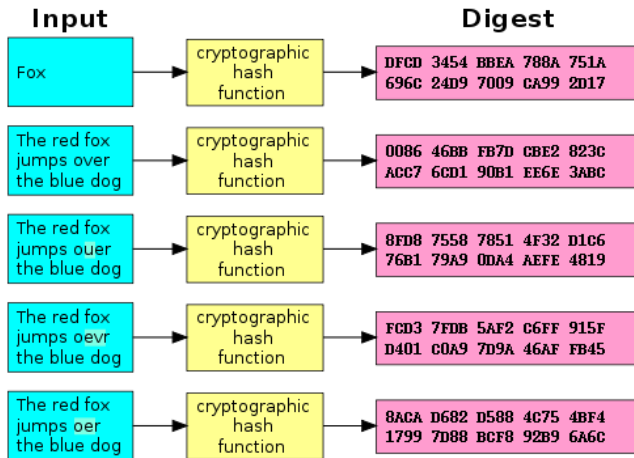 Input
Digest
Fox
cryptographic
hash
function
DFCD 3454 BBEA 788A 751A
696C 24D9 7009 CA99 2D17
The red fox
jumps over
the blue dog
cryptographic
hash
function
0086 46BB FB7D CBE2 823C
ACC7 6CD1 90B1 EE6E 3ABC
The red fox
jumps ouer
the blue dog
cryptographic
hash
function
8FD8 7558 7851 4F32 D1C6
76B1 79A9 0DA4 AEFE 4819
The red fox
jumps oevr
the blue dog
cryptographic
hash
function
FCD3 7FDB 5AF2 C6FF 915F
D401 C0A9 7D9A 46AF FB45
The red fox
jumps oer
the blue dog
cryptographic
hash
function
8ACA D682 D588 4C75 4BF4
1799 7D88 BCF8 92B9 6A6C